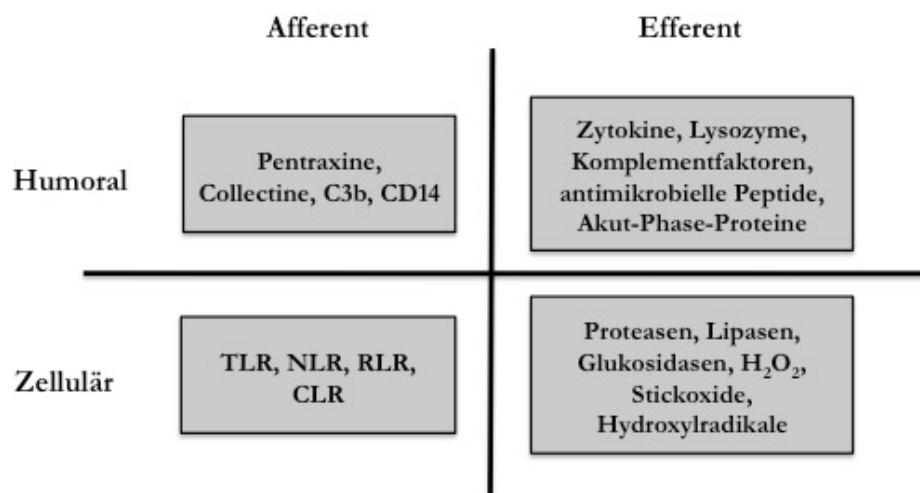 Afferent
Efferent
Humoral
Pentraxine,
Collectine, C3b, CD14
Zytokine, Lysozyme,
Komplementfaktoren,
antimikrobielle Peptide,
Akut-Phase-Proteine
Zellulär
TLR, NLR, RLR,
CLR
Proteasen, Lipasen,
Glukosidasen, H₂O₂,
Stickoxide,
Hydroxylradikale